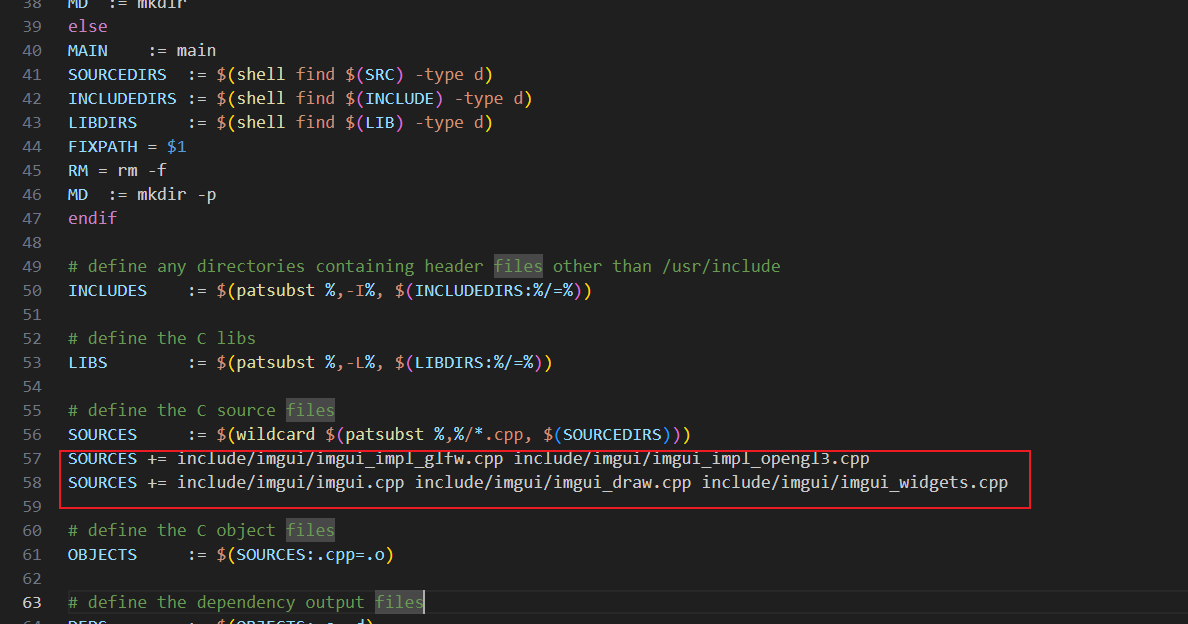 38 MD := mkdir
39 else
40 MAIN := main
41 SOURCEDIRS := $(shell find $(SRC) -type d)
42 INCLUDEDIRS := $(shell find $(INCLUDE) -type d)
43 LIBDIRS := $(shell find $(LIB) -type d)
44 FIXPATH = $1
45 RM = rm -f
46 MD := mkdir -p
47 endif
48
49 # define any directories containing header files other than /usr/include
50 INCLUDES := $(patsubst %,-I%, $(INCLUDEDIRS:%/=%))
51
52 # define the C libs
53 LIBS := $(patsubst %,-L%, $(LIBDIRS:%/=%))
54
55 # define the C source files
56 SOURCES := $(wildcard $(patsubst %,%/*.cpp, $(SOURCEDIRS)))
57 SOURCES += include/imgui/imgui_impl_glfw.cpp include/imgui/imgui_impl_opengl3.cpp
58 SOURCES += include/imgui/imgui.cpp include/imgui/imgui_draw.cpp include/imgui/imgui_widgets.cpp
59
60 # define the C object files
61 OBJECTS := $(SOURCES:.cpp=.o)
62
63 # define the dependency output files